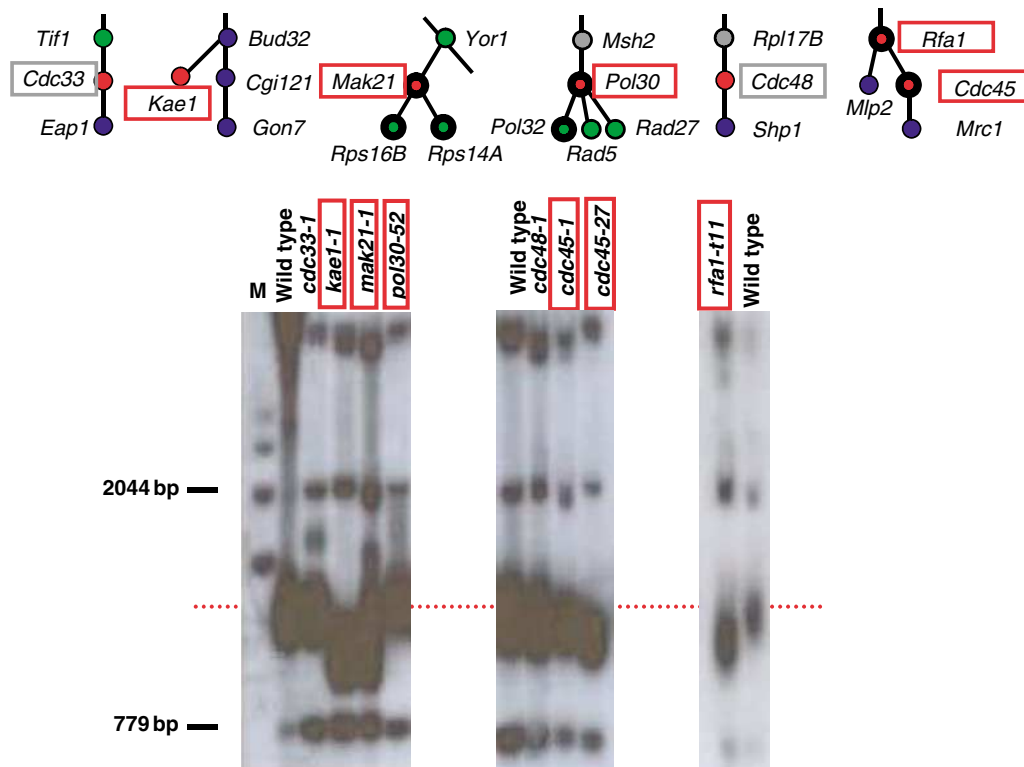 Tif1
Cdc33
Eap1
Kae1
Bud32
Cgi121
Gon7
Yor1
Mak21
Rps16B
Rps14A
Msh2
Pol30
Pol32
Rad27
Rad5
Rpl17B
Cdc48
Shp1
Rfa1
Cdc45
Mlp2
Mrc1
M
Wild type
cdc33-1
kae1-1
mak21-1
pol30-52
Wild type
cdc48-1
cdc45-1
cdc45-27
rfa1-t11
Wild type
2044 bp
779 bp